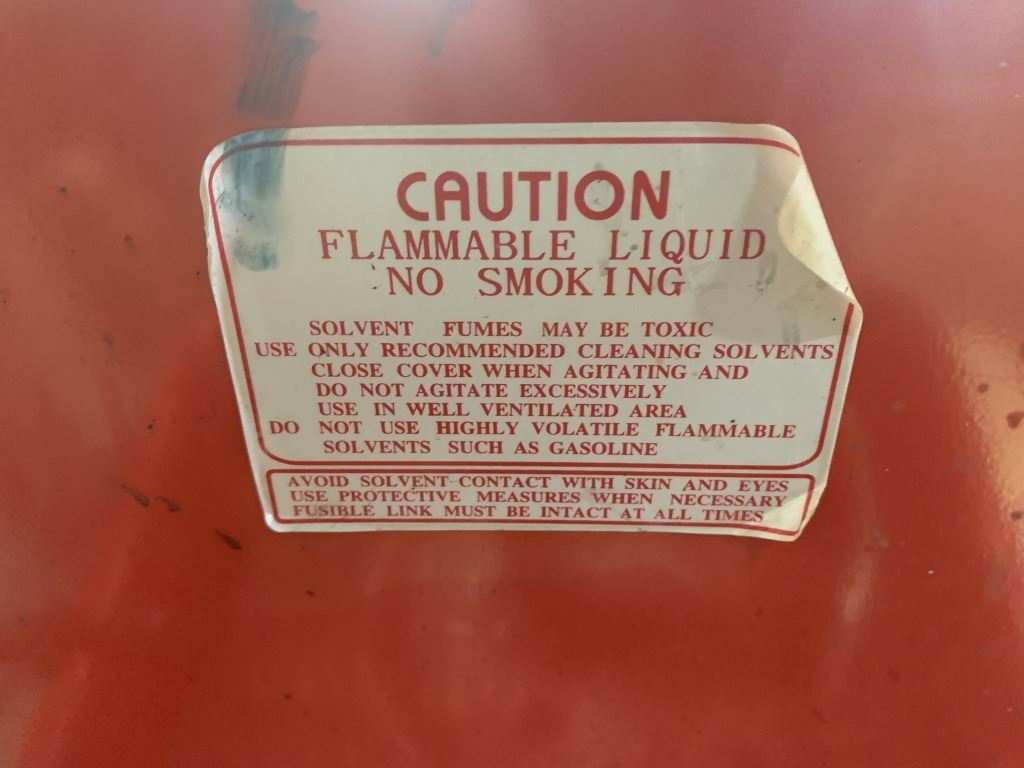 CAUTION
FLAMMABLE LIQUID
NO SMOKING
SOLVENT FUMES MAY BE TOXIC
USE ONLY RECOMMENDED CLEANING SOLVENTS
CLOSE COVER WHEN AGITATING AND
DO NOT AGITATE EXCESSIVELY
USE IN WELL VENTILATED AREA
DO NOT USE HIGHLY VOLATILE FLAMMABLE
SOLVENTS SUCH AS GASOLINE
AVOID SOLVENT CONTACT WITH SKIN AND EYES
USE PROTECTIVE MEASURES WHEN NECESSARY
FUSIBLE LINK MUST BE INTACT AT ALL TIMES